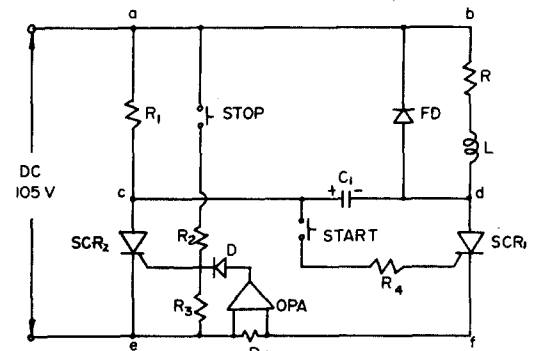 a
b
R
R₁
STOP
FD
L
DC
105 V
c
+
C₁
−
d
SCR₂
R₂
D
START
SCR₁
R₄
R₃
OPA
e
f